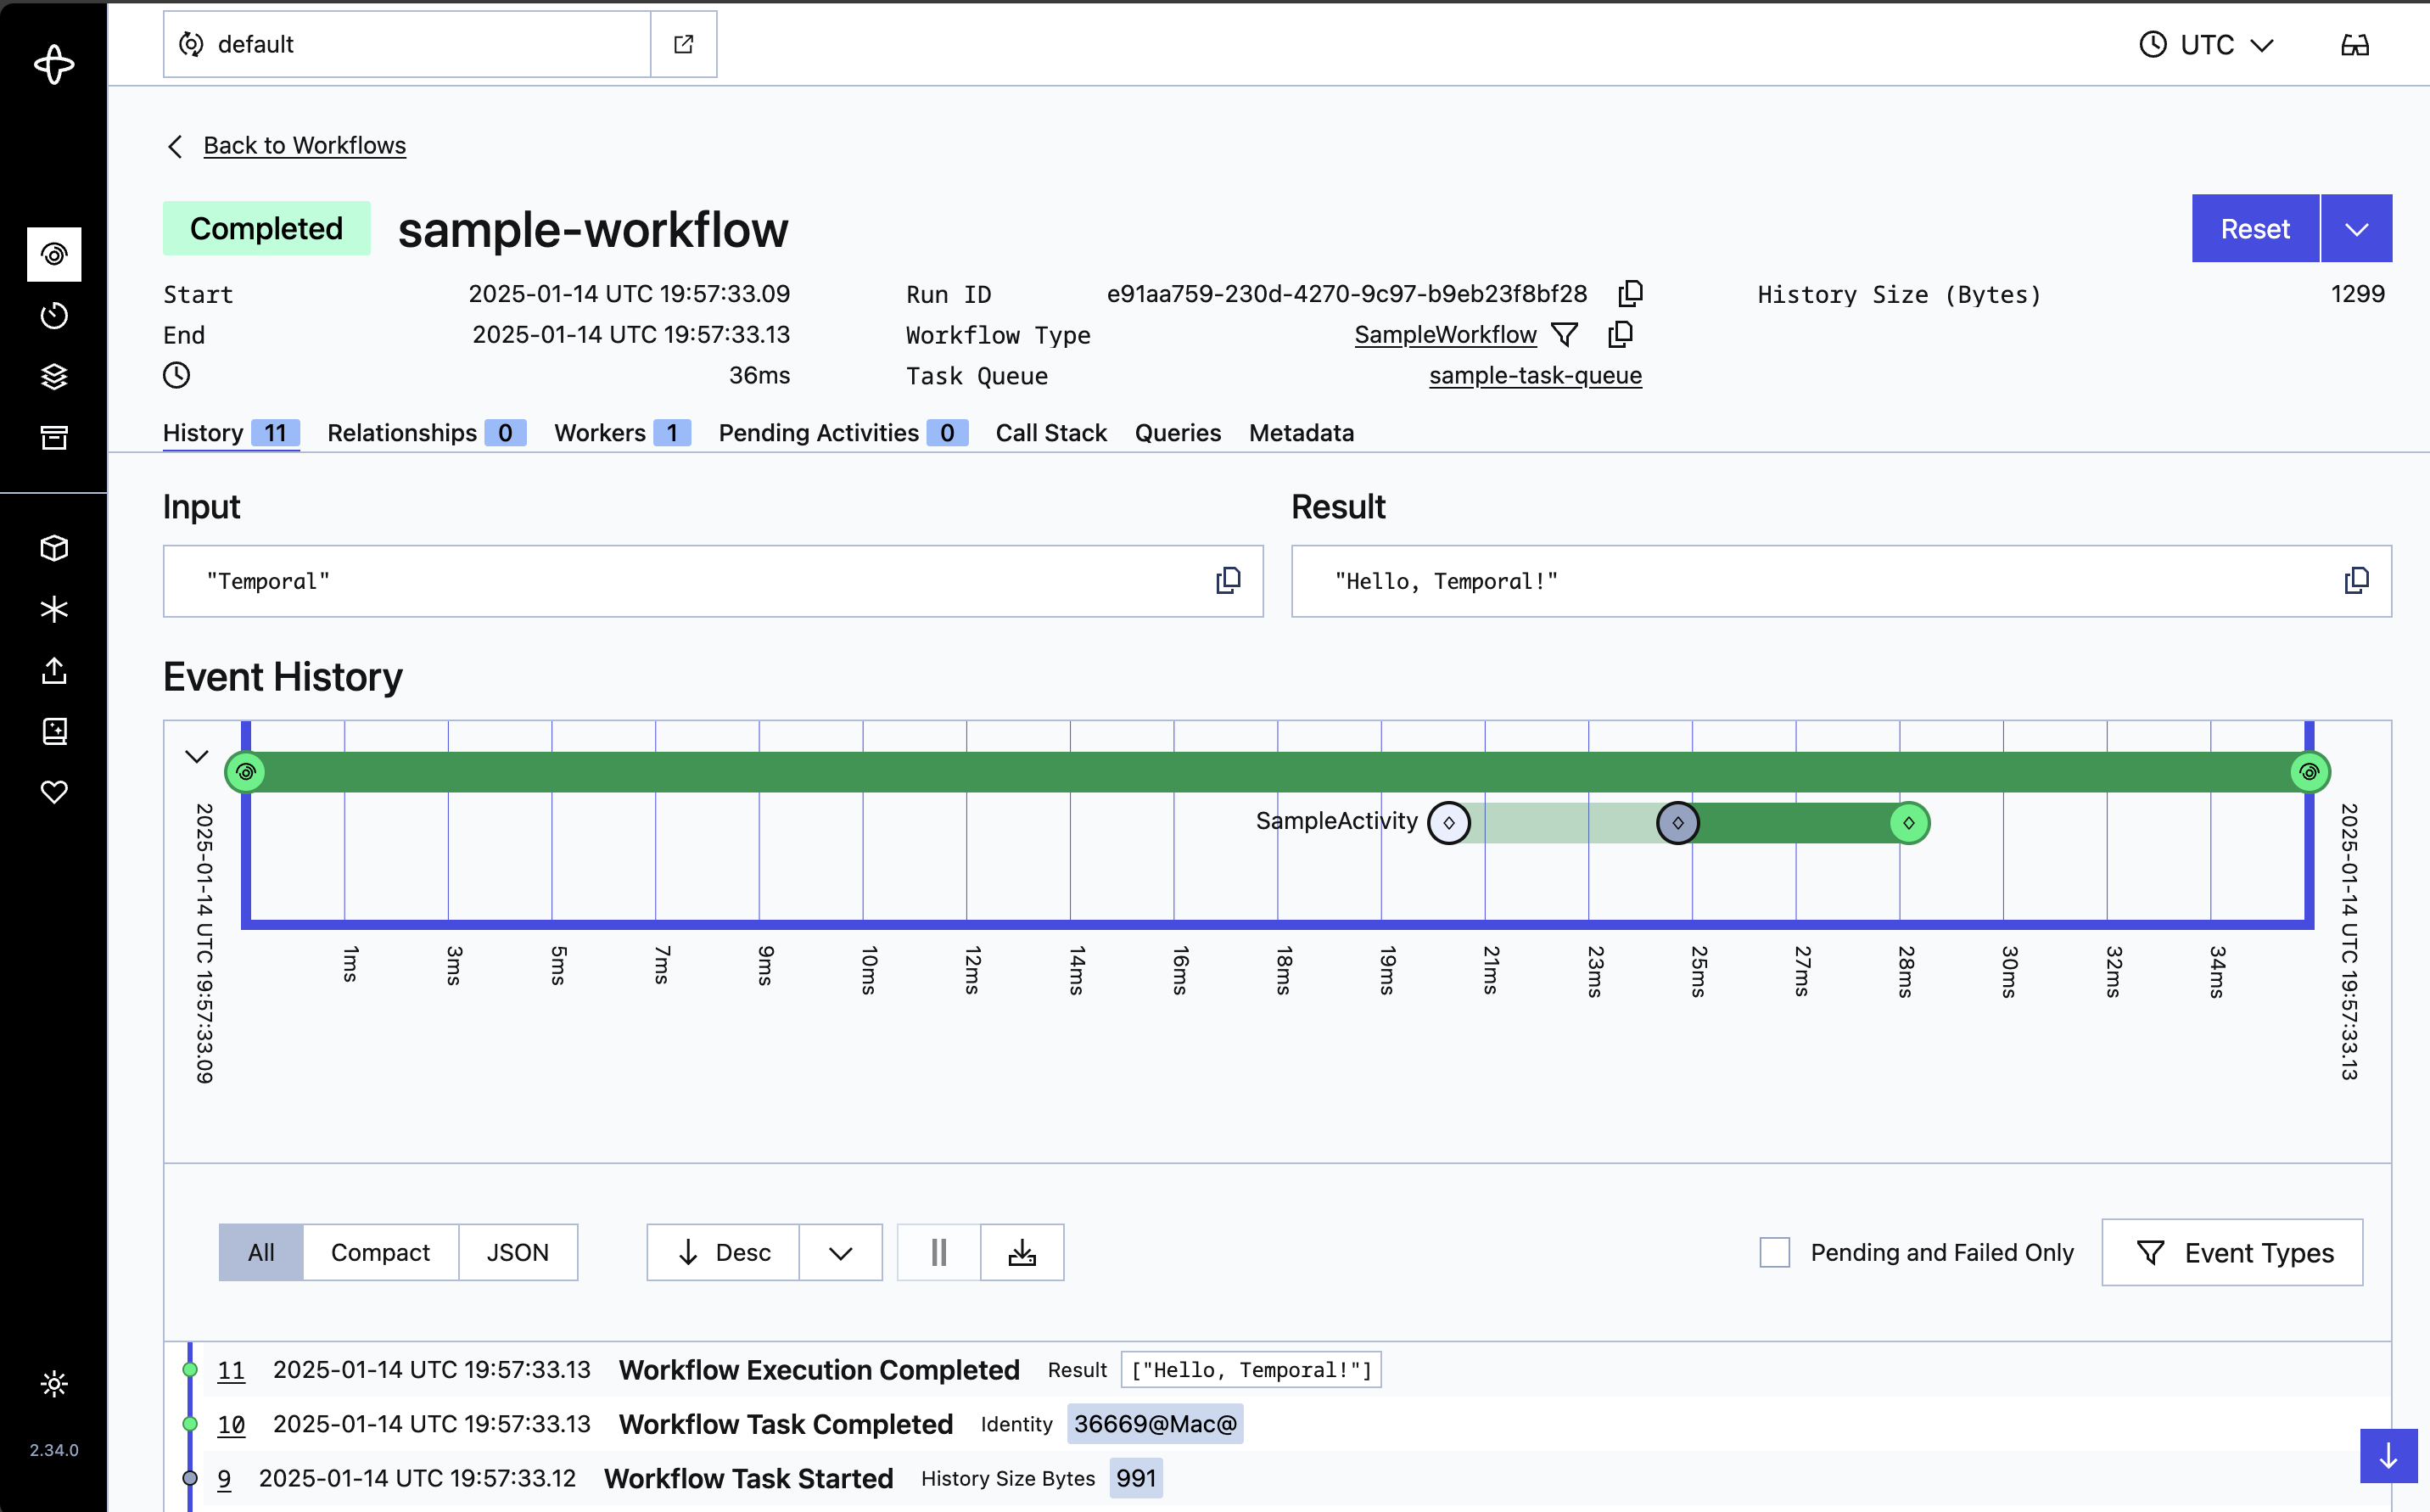 default
UTC
Back to Workflows
Completed sample-workflow
Reset
Start 2025-01-14 UTC 19:57:33.09
Run ID e91aa759-230d-4270-9c97-b9eb23f8bf28
History Size (Bytes) 1299
End 2025-01-14 UTC 19:57:33.13
Workflow Type SampleWorkflow
36ms
Task Queue sample-task-queue
History 11 Relationships 0 Workers 1 Pending Activities 0 Call Stack Queries Metadata
Input
"Temporal"
Result
"Hello, Temporal!"
Event History
SampleActivity
2025-01-14 UTC 19:57:33.09
1ms 3ms 5ms 7ms 9ms 10ms 12ms 14ms 16ms 18ms 19ms 21ms 23ms 25ms 27ms 28ms 30ms 32ms 34ms
2025-01-14 UTC 19:57:33.13
All Compact JSON Desc
Pending and Failed Only Event Types
11 2025-01-14 UTC 19:57:33.13 Workflow Execution Completed Result ["Hello, Temporal!"]
10 2025-01-14 UTC 19:57:33.13 Workflow Task Completed Identity 36669@Mac@
9 2025-01-14 UTC 19:57:33.12 Workflow Task Started History Size Bytes 991
2.34.0